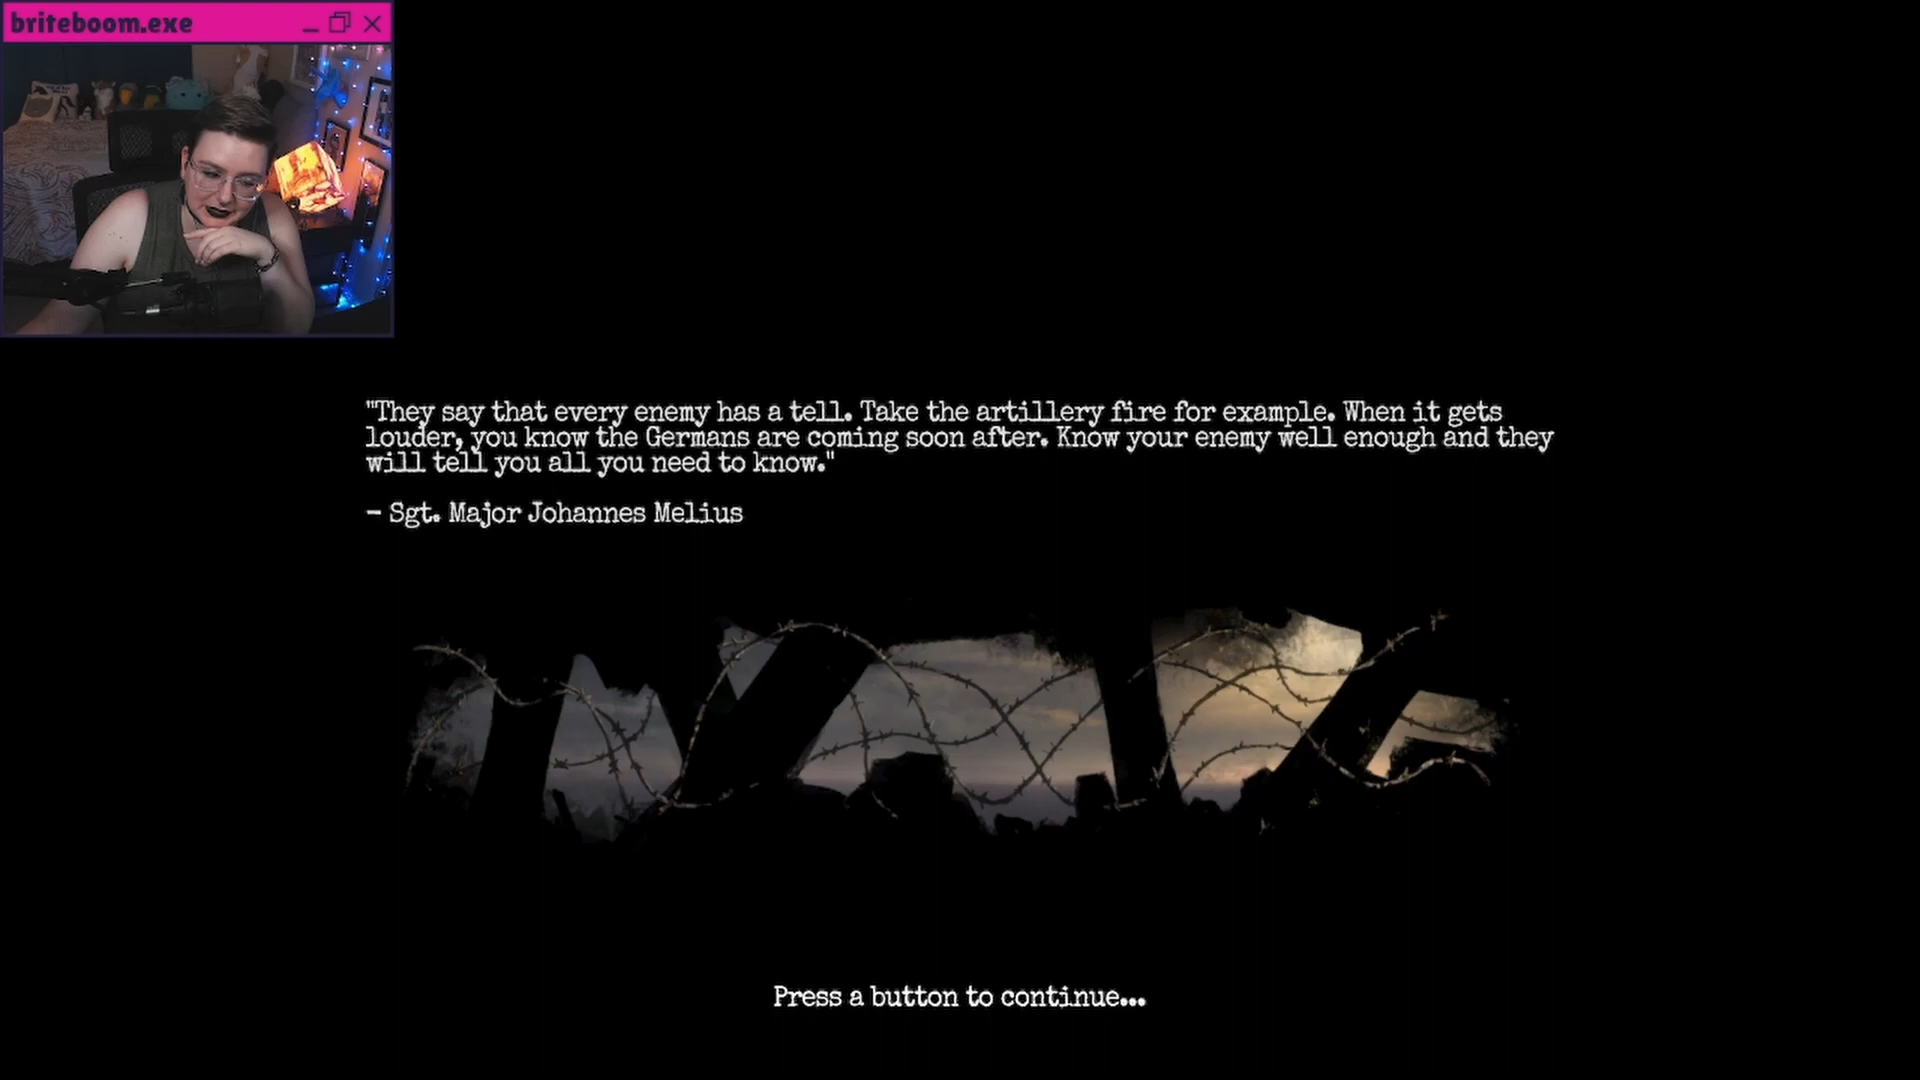 briteboom.exe
"They say that every enemy has a tell. Take the artillery fire for example. When it gets
louder, you know the Germans are coming soon after. Know your enemy well enough and they
will tell you all you need to know."
- Sgt. Major Johannes Melius
Press a button to continue...